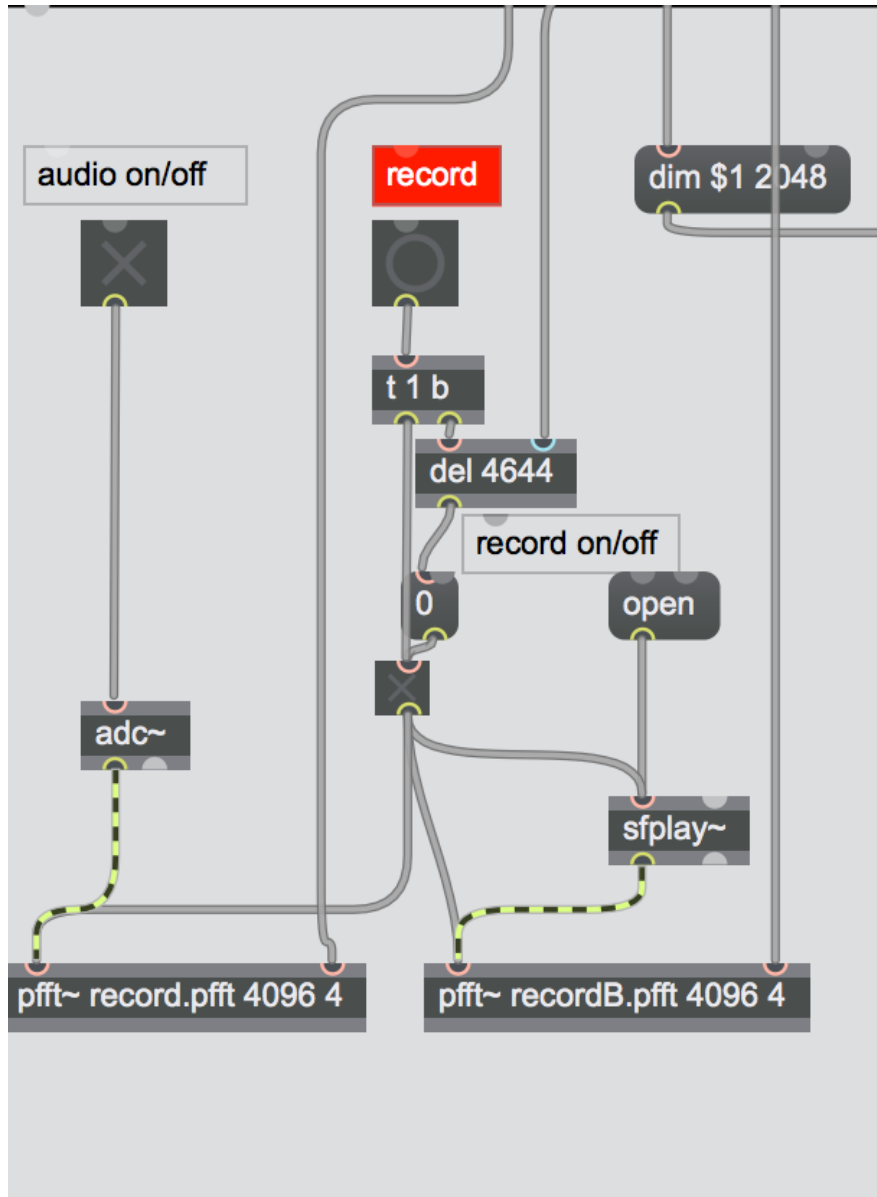 audio on/off
record
dim $1 2048
t 1 b
del 4644
record on/off
0
open
adc~
sfplay~
pfft~ record.pfft 4096 4
pfft~ recordB.pfft 4096 4